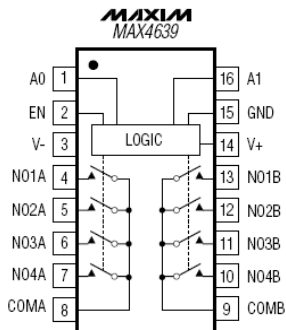 MAXIM
MAX4639
A0 1 16 A1
EN 2 15 GND
V- 3 LOGIC 14 V+
NO1A 4 13 NO1B
NO2A 5 12 NO2B
NO3A 6 11 NO3B
NO4A 7 10 NO4B
COMA 8 9 COMB